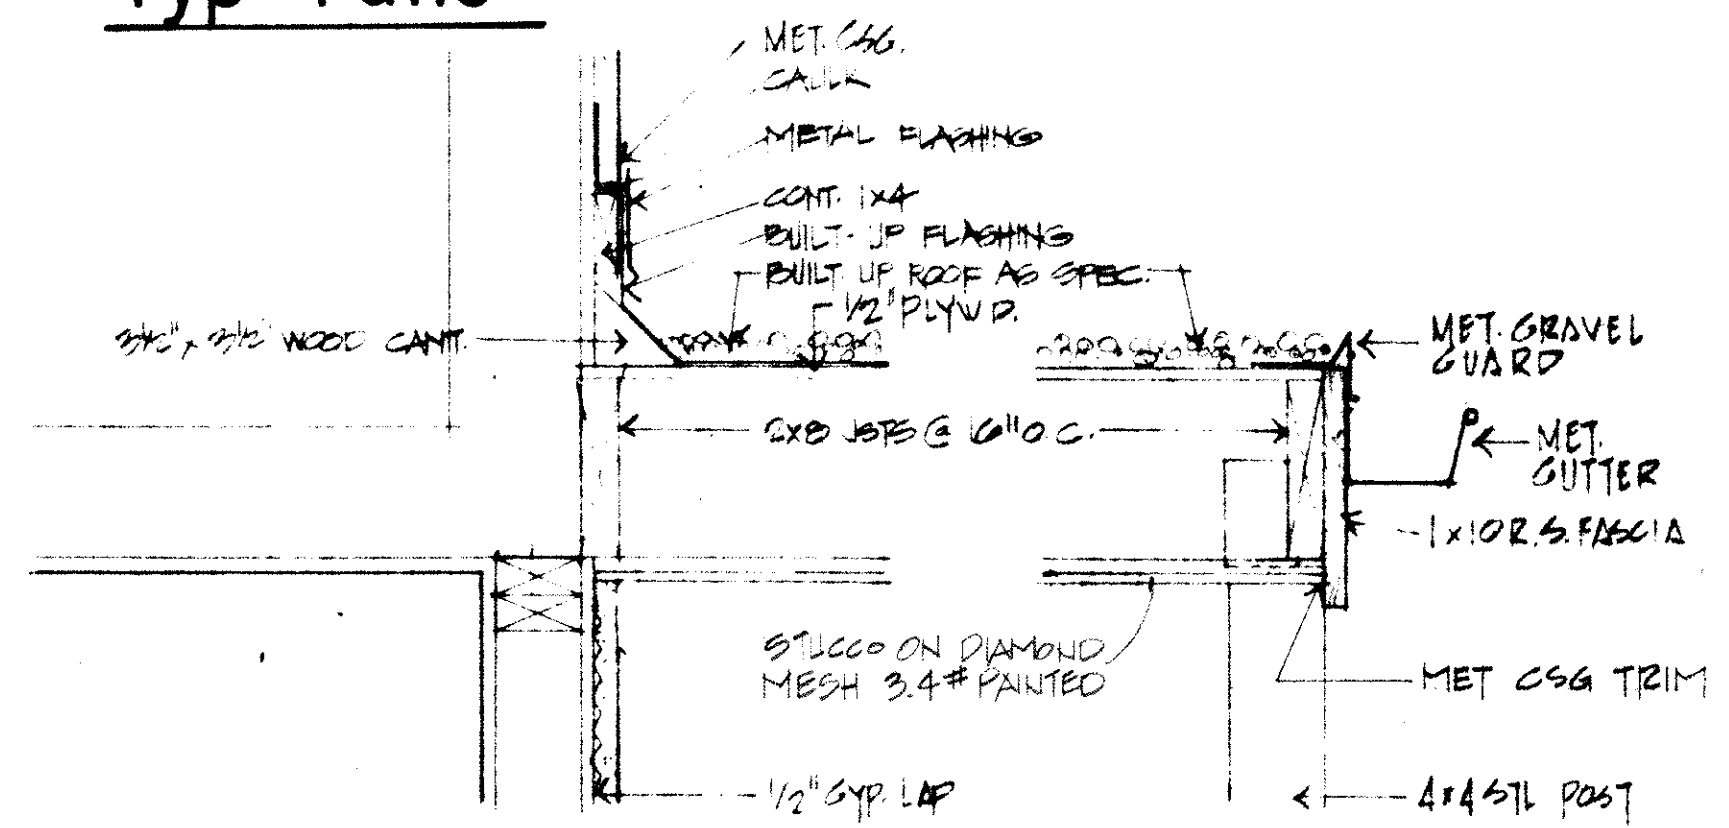 Typ Patio
MET. CSG.
CAULK
METAL FLASHING
CONT. 1x4
BUILT-UP FLASHING
BUILT UP ROOF AS SPEC.
1/2" PLYWD.
3 1/2" x 3 1/2" WOOD CANT.
MET. GRAVEL
GUARD
2x8 JSTS @ 16" O.C.
MET.
GUTTER
1x10 R.S. FASCIA
STUCCO ON DIAMOND
MESH 3.4# PAINTED
MET CSG TRIM
1/2" GYP. LAP
4x4 STL POST